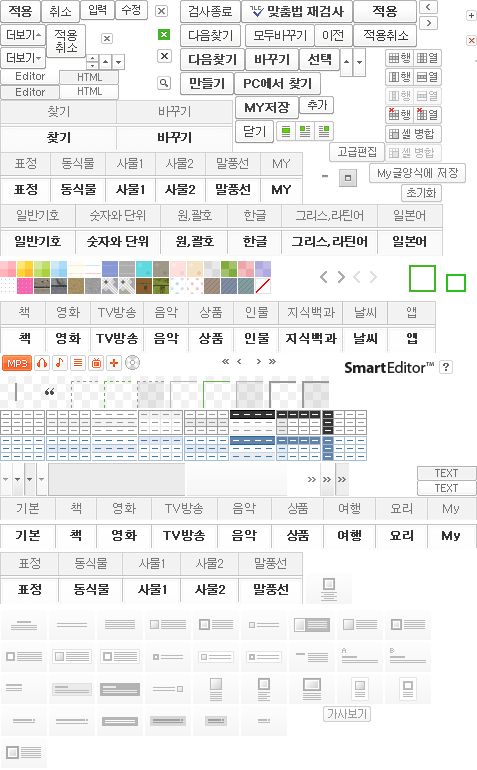 적용 취소 입력 수정 검사종료 맞춤법 재검사 적용
더보기 적용 취소 다음찾기 모두바꾸기 이전 적용취소
더보기 다음찾기 바꾸기 선택 행 열
Editor HTML 만들기 PC에서 찾기 행 열
Editor HTML MY저장 추가 행 열
찾기 바꾸기 닫기 셀 병합
찾기 바꾸기 고급편집 셀 병합
표정 동식물 사물1 사물2 말풍선 MY My글양식에 저장
표정 동식물 사물1 사물2 말풍선 MY 초기화
일반기호 숫자와 단위 원,괄호 한글 그리스,라틴어 일본어
일반기호 숫자와 단위 원,괄호 한글 그리스,라틴어 일본어
책 영화 TV방송 음악 상품 인물 지식백과 날씨 앱
책 영화 TV방송 음악 상품 인물 지식백과 날씨 앱
MP3 SmartEditor™ ?
TEXT
TEXT
기본 책 영화 TV방송 음악 상품 여행 요리 My
기본 책 영화 TV방송 음악 상품 여행 요리 My
표정 동식물 사물1 사물2 말풍선
표정 동식물 사물1 사물2 말풍선
A B
가사보기